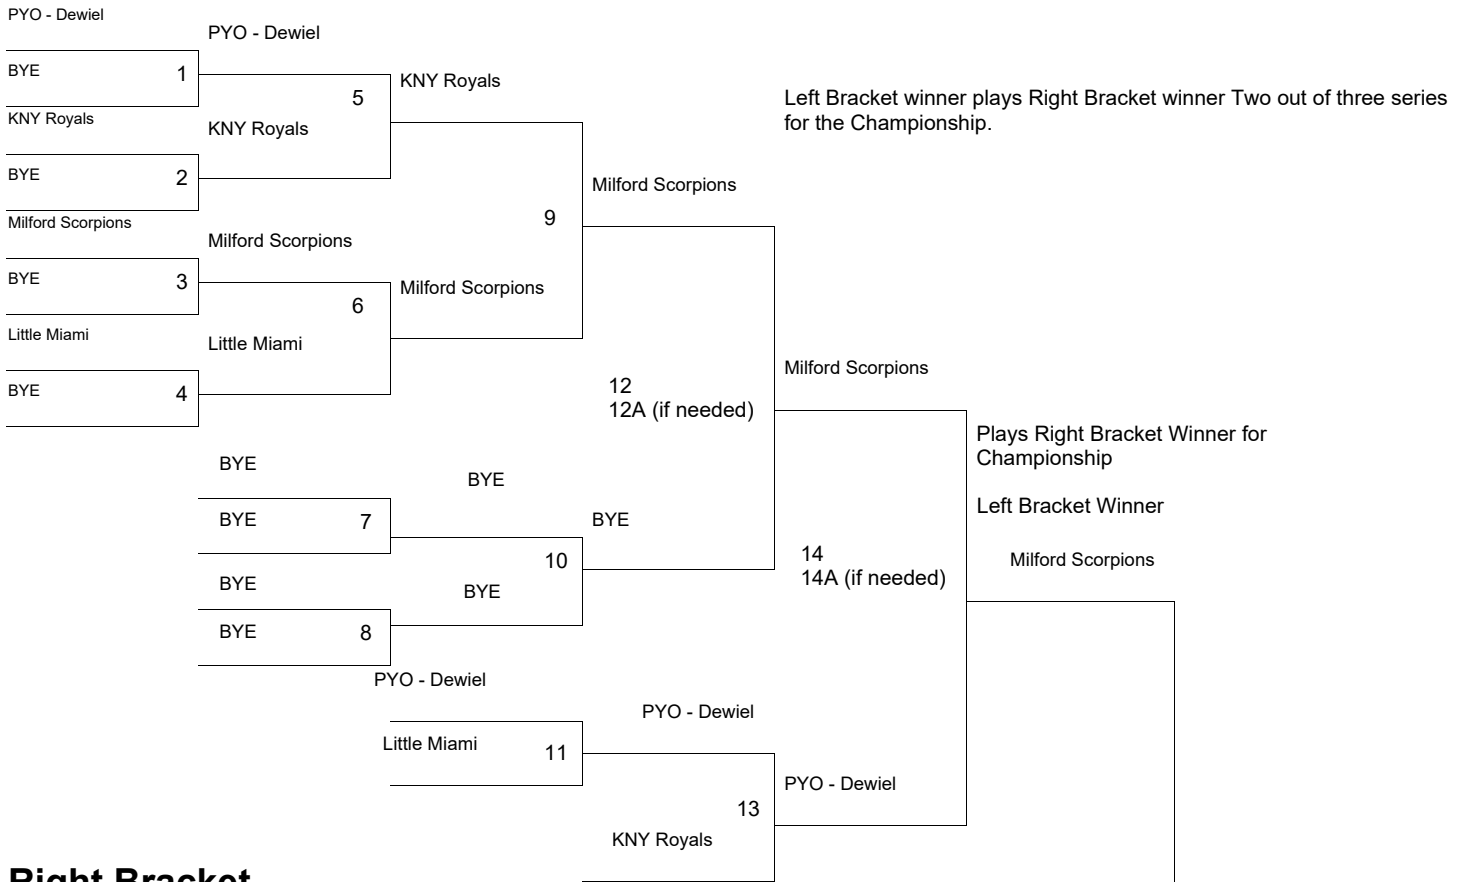 PYO - Dewiel
PYO - Dewiel
BYE
1
KNY Royals
5
Left Bracket winner plays Right Bracket winner Two out of three series
for the Championship.
KNY Royals
KNY Royals
BYE
2
Milford Scorpions
9
Milford Scorpions
Milford Scorpions
BYE
3
Milford Scorpions
6
Little Miami
Little Miami
Milford Scorpions
BYE
4
12
12A (if needed)
Plays Right Bracket Winner for
Championship
BYE
BYE
Left Bracket Winner
BYE
7
BYE
14
14A (if needed)
Milford Scorpions
10
BYE
BYE
BYE
8
PYO - Dewiel
PYO - Dewiel
Little Miami
11
PYO - Dewiel
13
KNY Royals
Right Bracket